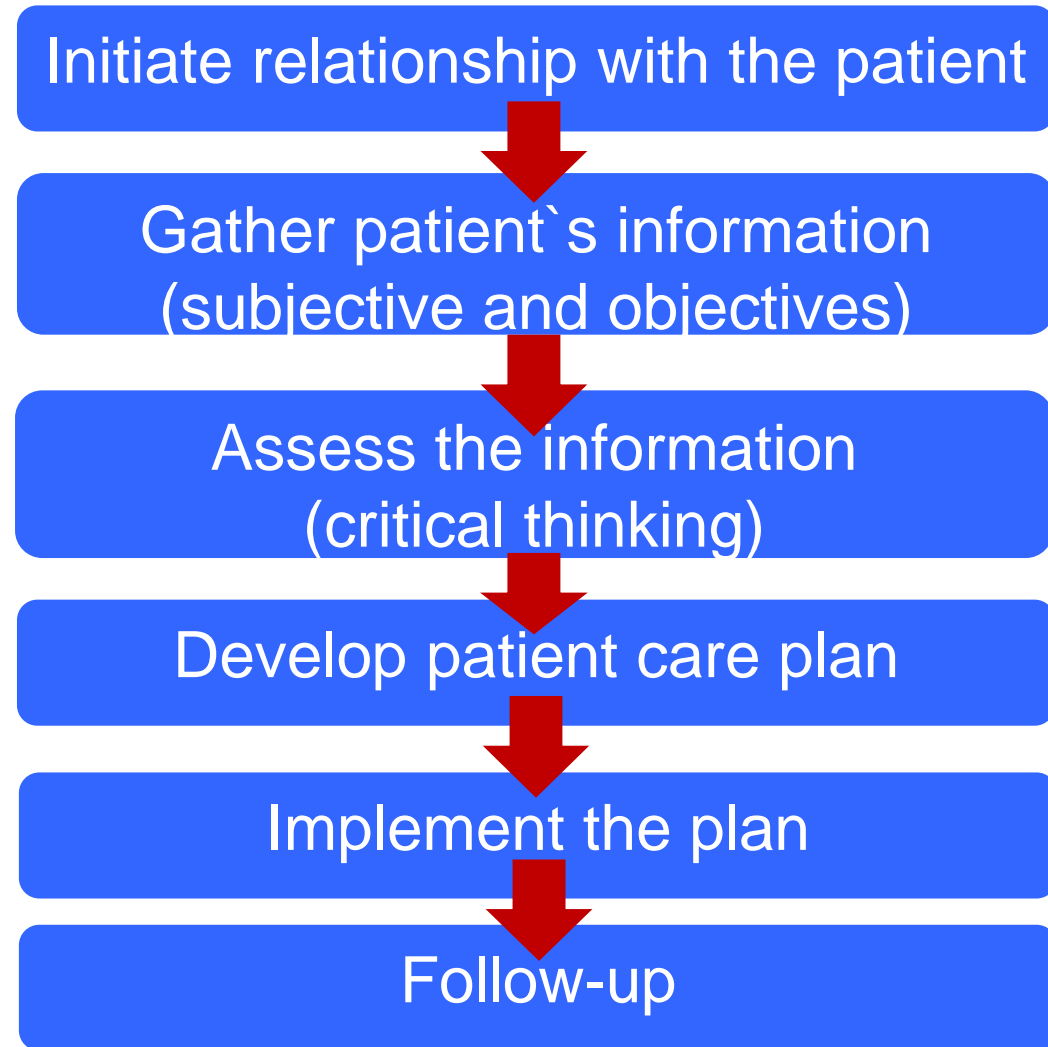 Initiate relationship with the patient
Gather patient`s information
(subjective and objectives)
Assess the information
(critical thinking)
Develop patient care plan
Implement the plan
Follow-up